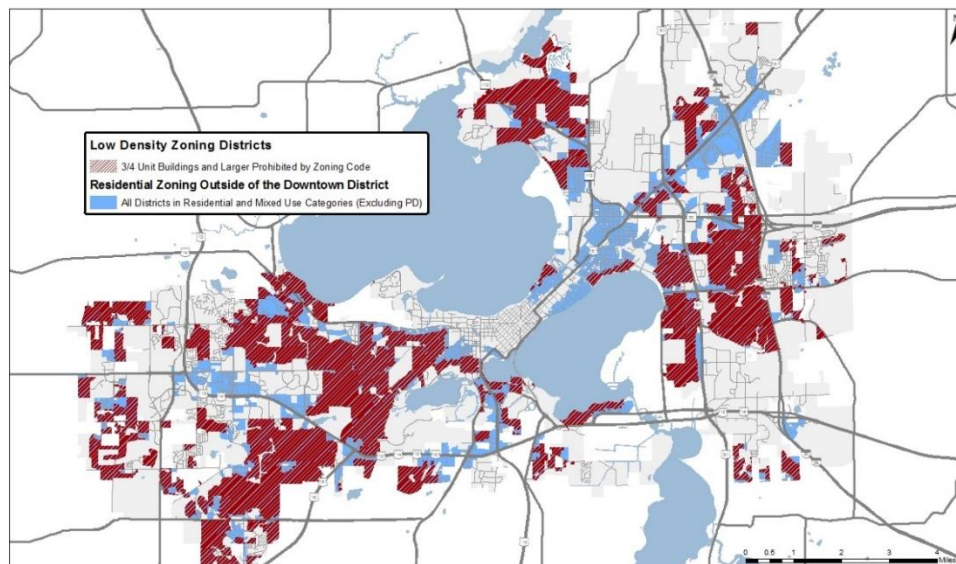 Low Density Zoning Districts
3/4 Unit Buildings and Larger Prohibited by Zoning Code
Residential Zoning Outside of the Downtown District
All Districts in Residential and Mixed Use Categories (Excluding PD)
0 0.5 1 2 3 4
Miles